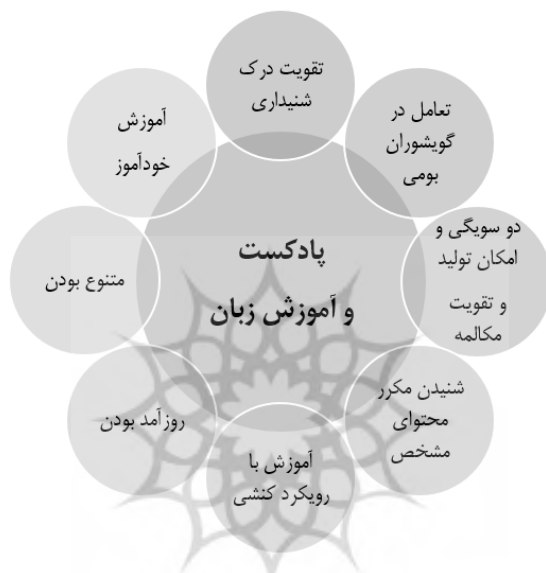 پادکست
و آموزش زبان
تقویت درک
شنیداری
تعامل در
گویشوران
بومی
دو سویگی و
امکان تولید
و تقویت
مکالمه
شنیدن مکرر
محتوای
مشخص
آموزش با
رویکرد کنشی
روزآمد بودن
متنوع بودن
آموزش
خودآموز